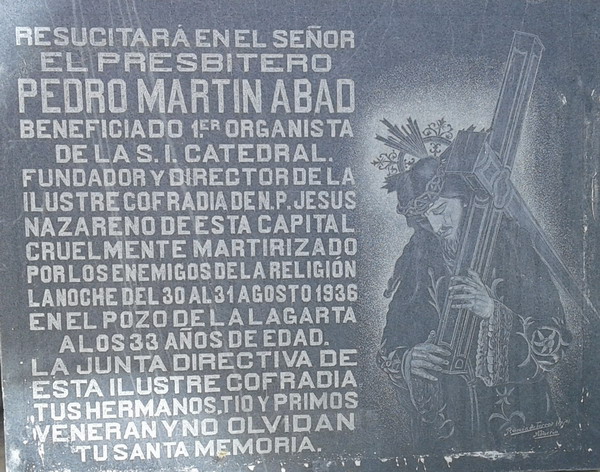 RESUCITARÁ EN EL SEÑOR
EL PRESBITERO
PEDRO MARTIN ABAD
BENEFICIADO 1ER ORGANISTA
DE LA S. I. CATEDRAL.
FUNDADOR Y DIRECTOR DE LA
ILUSTRE COFRADIA DE N. P. JESUS
NAZARENO DE ESTA CAPITAL
CRUELMENTE MARTIRIZADO
POR LOS ENEMIGOS DE LA RELIGIÓN
LA NOCHE DEL 30 AL 31 AGOSTO 1936
EN EL POZO DE LA LAGARTA
A LOS 33 AÑOS DE EDAD.
LA JUNTA DIRECTIVA DE
ESTA ILUSTRE COFRADIA
TUS HERMANOS, TIO Y PRIMOS
VENERAN Y NO OLVIDAN
TU SANTA MEMORIA.